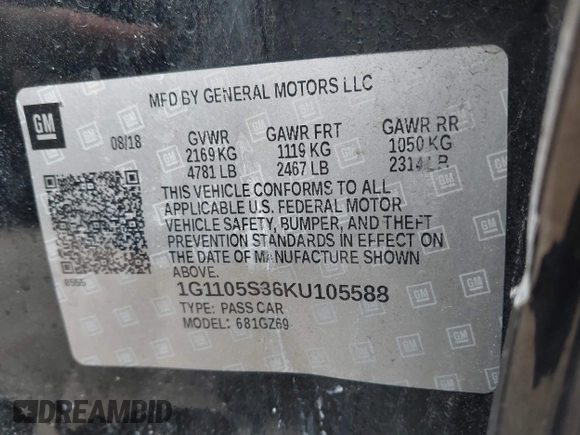 MFD BY GENERAL MOTORS LLC
GM
08/18 GVWR GAWR FRT GAWR RR
2169 KG 1119 KG 1050 KG
4781 LB 2467 LB 2314 LB
THIS VEHICLE CONFORMS TO ALL
APPLICABLE U.S. FEDERAL MOTOR
VEHICLE SAFETY, BUMPER, AND THEFT
PREVENTION STANDARDS IN EFFECT ON
THE DATE OF MANUFACTURE SHOWN
ABOVE.
1G1105S36KU105588
TYPE: PASS CAR
MODEL: 681GZ69
DREAMBID